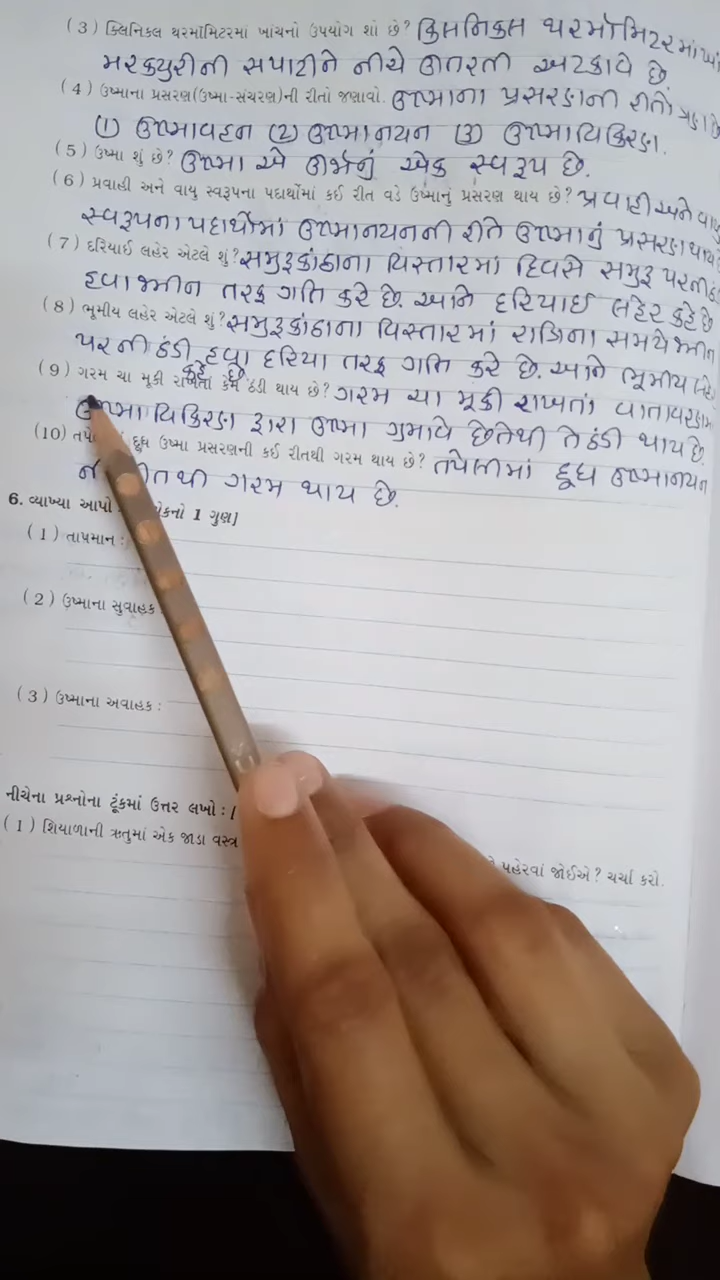 (3) ક્લિનિકલ થરમૉમિટરમાં ખાંચનો ઉપયોગ શો છે? ક્લિનિકલ થરમૉમિટરમાં
મરક્યુરીની સપાટીને નીચે ઊતરતી અટકાવે છે
(4) ઉષ્માના પ્રસરણ(ઉષ્મા-સંચરણ)ની રીતો જણાવો. ઉષ્માના પ્રસરણની રીતો ત્રણ છે
(1) ઉષ્માવહન (2) ઉષ્માનયન (3) ઉષ્માવિકિરણ.
(5) ઉષ્મા શું છે? ઉષ્મા એ ઊર્જાનું એક સ્વરૂપ છે.
(6) પ્રવાહી અને વાયુ સ્વરૂપના પદાર્થોમાં કઈ રીત વડે ઉષ્માનું પ્રસરણ થાય છે? પ્રવાહી અને વાયુ
સ્વરૂપના પદાર્થોમાં ઉષ્માનયનની રીતે ઉષ્માનું પ્રસરણ થાય
(7) દરિયાઈ લહેર એટલે શું? સમુદ્રકાંઠાના વિસ્તારમાં દિવસે સમુદ્ર પરની ઠંડી
હવા જમીન તરફ ગતિ કરે છે. આને દરિયાઈ લહેર કહે છે
(8) ભૂમીય લહેર એટલે શું? સમુદ્રકાંઠાના વિસ્તારમાં રાત્રિના સમયે જમીન
પરની ઠંડી હવા દરિયા તરફ ગતિ કરે છે. આને ભૂમીય લહેર
કહે છે
(9) ગરમ ચા મૂકી રાખતાં કેમ ઠંડી થાય છે? ગરમ ચા મૂકી રાખતાં વાતાવરણમાં
ઉષ્માવિકિરણ દ્વારા ઉષ્મા ગુમાવે છે તેથી તે ઠંડી થાય છે.
(10) દૂધ ઉષ્મા પ્રસરણની કઈ રીતથી ગરમ થાય છે? તપેલીમાં દૂધ ઉષ્માનયન
ની રીતથી ગરમ થાય છે.
6. વ્યાખ્યા આપો 1 ગુણ]
(1) તાપમાન :
(2) ઉષ્માના સુવાહક
(3) ઉષ્માના અવાહક :
નીચેના પ્રશ્નોના ટૂંકમાં ઉત્તર લખો : [
(1) શિયાળાની ઋતુમાં એક જાડા વસ્ત્ર પહેરવાં જોઈએ? ચર્ચા કરો.